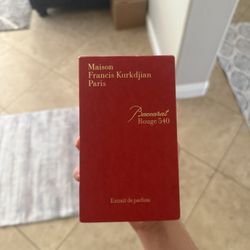 Maison
Francis Kurkdjian
Paris
Baccarat
Rouge 540
Extrait de parfum